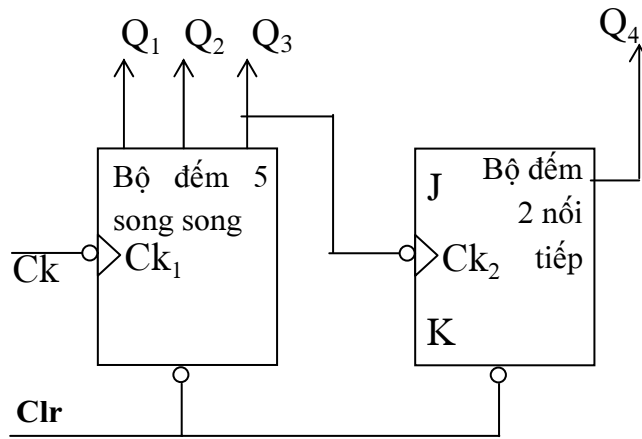 Q1 Q2 Q3 Q4
Bộ đếm 5
song song
Ck
Ck1
J
Bộ đếm
2 nối
tiếp
Ck2
K
Clr